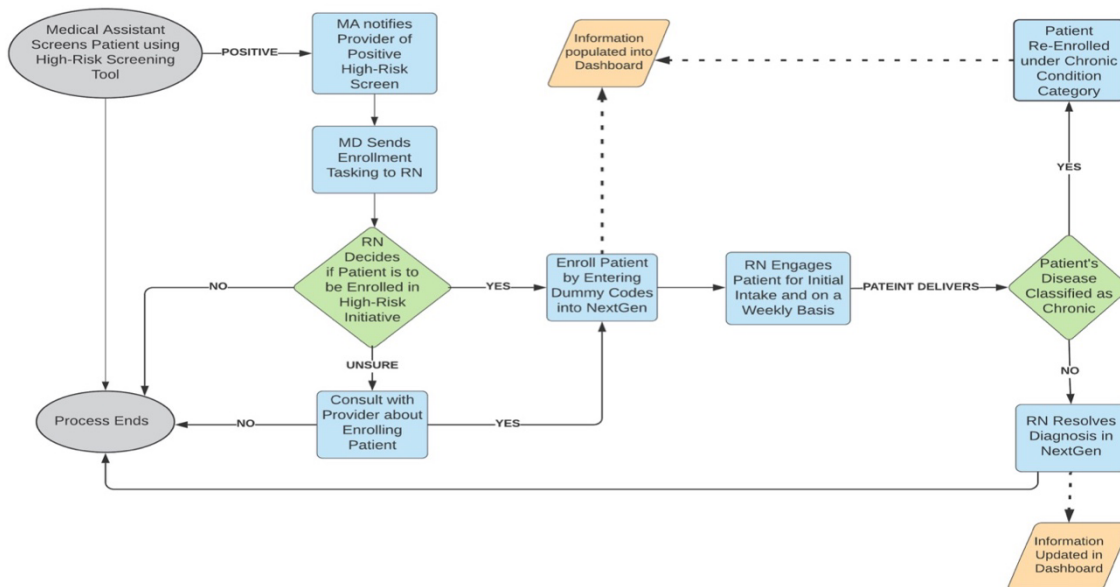 Medical Assistant
Screens Patient using
High-Risk Screening
Tool
POSITIVE
MA notifies
Provider of
Positive
High-Risk
Screen
Information
populated into
Dashboard
Patient
Re-Enrolled
under Chronic
Condition
Category
MD Sends
Enrollment
Tasking to RN
YES
RN
Decides
if Patient is to
be Enrolled in
High-Risk
Initiative
NO
YES
Enroll Patient
by Entering
Dummy Codes
into NextGen
RN Engages
Patient for Initial
Intake and on a
Weekly Basis
PATEINT DELIVERS
Patient's
Disease
Classified as
Chronic
UNSURE
NO
Process Ends
NO
Consult with
Provider about
Enrolling
Patient
YES
RN Resolves
Diagnosis in
NextGen
Information
Updated in
Dashboard